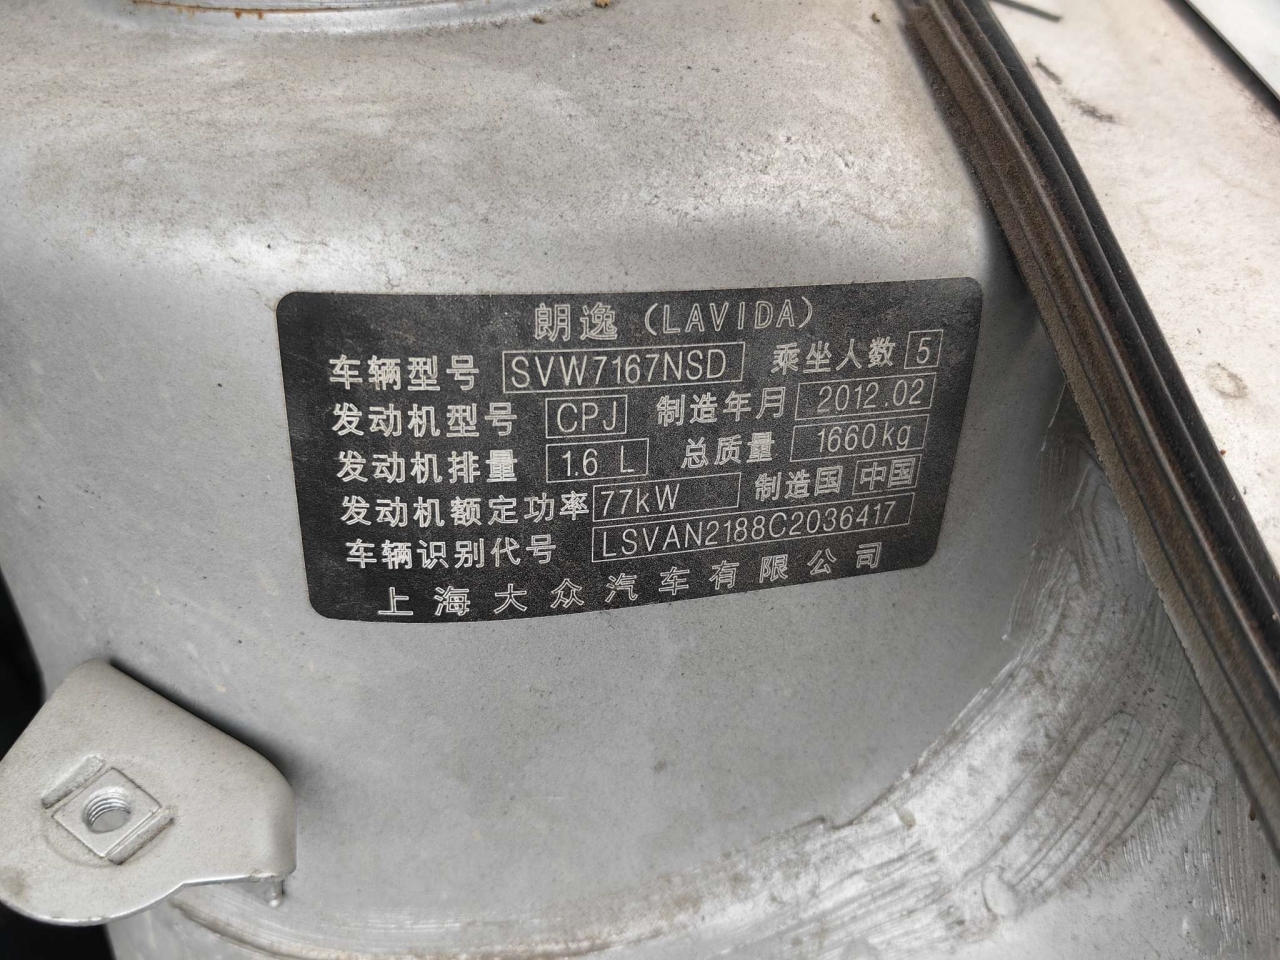 朗逸（LAVIDA）
车辆型号 SVW7167NSD 乘坐人数 5
发动机型号 CPJ 制造年月 2012.02
发动机排量 1.6 L 总质量 1660kg
发动机额定功率 77kW 制造国 中国
车辆识别代号 LSVAN2188C2036417
上海大众汽车有限公司